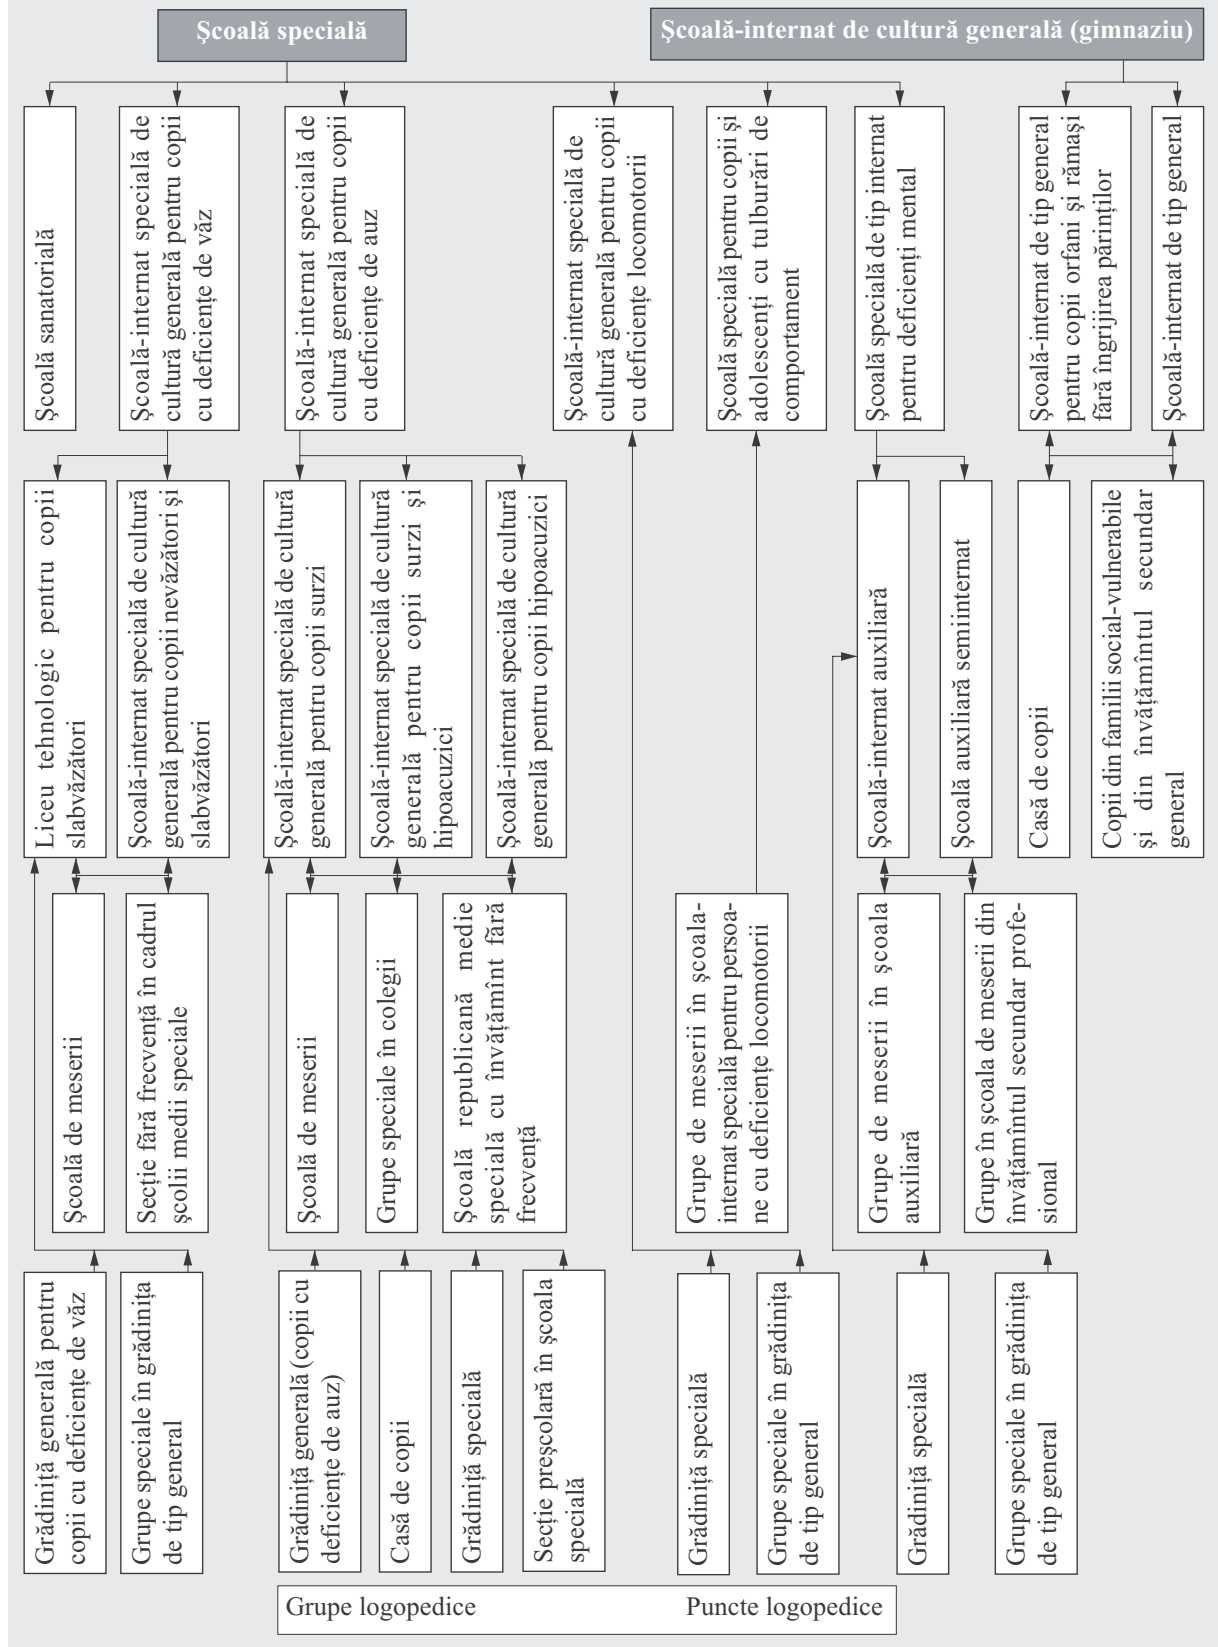 Şcoală specială
Şcoală-internat de cultură generală (gimnaziu)
Şcoală sanatorială
Şcoală-internat specială de
cultură generală pentru copii
cu deficienţe de văz
Şcoală-internat specială de
cultură generală pentru copii
cu deficienţe de auz
Şcoală-internat specială de
cultură generală pentru copii
cu deficienţe locomotorii
Şcoală specială pentru copii şi
adolescenţi cu tulburări de
comportament
Şcoală specială de tip internat
pentru deficienţi mental
Şcoală-internat de tip general
pentru copii orfani şi rămaşi
fără îngrijirea părinţilor
Şcoală-internat de tip general
Liceu tehnologic pentru copii
slabvăzători
Şcoală-internat specială de cultură
generală pentru copii nevăzători şi
slabvăzători
Şcoală-internat specială de cultură
generală pentru copii surzi
Şcoală-internat specială de cultură
generală pentru copii surzi şi
hipoacuzici
Şcoală-internat specială de cultură
generală pentru copii hipoacuzici
Şcoală-internat auxiliară
Şcoală auxiliară semiinternat
Casă de copii
Copii din familii social-vulnerabile
şi din învăţămîntul secundar
general
Şcoală de meserii
Secţie fără frecvenţă în cadrul
şcolii medii speciale
Şcoală de meserii
Grupe speciale în colegii
Şcoală republicană medie
specială cu învăţămînt fără
frecvenţă
Grupe de meserii în şcoala-
internat specială pentru persoa-
ne cu deficienţe locomotorii
Grupe de meserii în şcoala
auxiliară
Grupe în şcoala de meserii din
învăţămîntul secundar profe-
sional
Grădiniţă generală pentru
copii cu deficienţe de văz
Grupe speciale în grădiniţa
de tip general
Grădiniţă generală (copii cu
deficienţe de auz)
Casă de copii
Grădiniţă specială
Secţie preşcolară în şcoala
specială
Grădiniţă specială
Grupe speciale în grădiniţa
de tip general
Grădiniţă specială
Grupe speciale în grădiniţa
de tip general
Grupe logopedice
Puncte logopedice